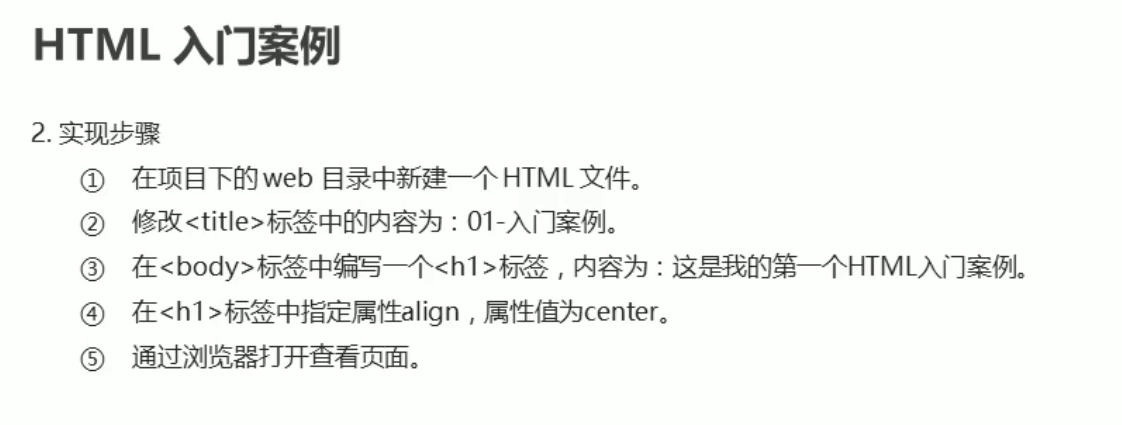 HTML 入门案例
2. 实现步骤
① 在项目下的 web 目录中新建一个 HTML 文件。
② 修改<title>标签中的内容为：01-入门案例。
③ 在<body>标签中编写一个<h1>标签，内容为：这是我的第一个HTML入门案例。
④ 在<h1>标签中指定属性align，属性值为center。
⑤ 通过浏览器打开查看页面。